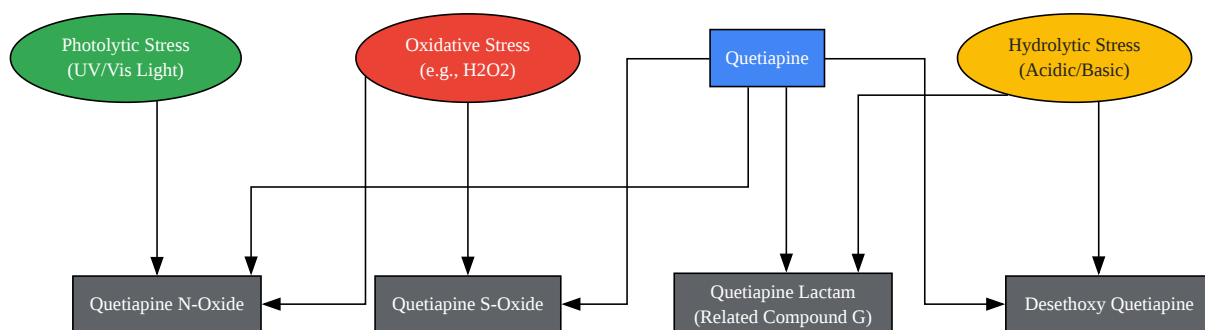 Photolytic Stress
(UV/Vis Light)
Oxidative Stress
(e.g., H2O2)
Quetiapine
Hydrolytic Stress
(Acidic/Basic)
Quetiapine N-Oxide
Quetiapine S-Oxide
Quetiapine Lactam
(Related Compound G)
Desethoxy Quetiapine